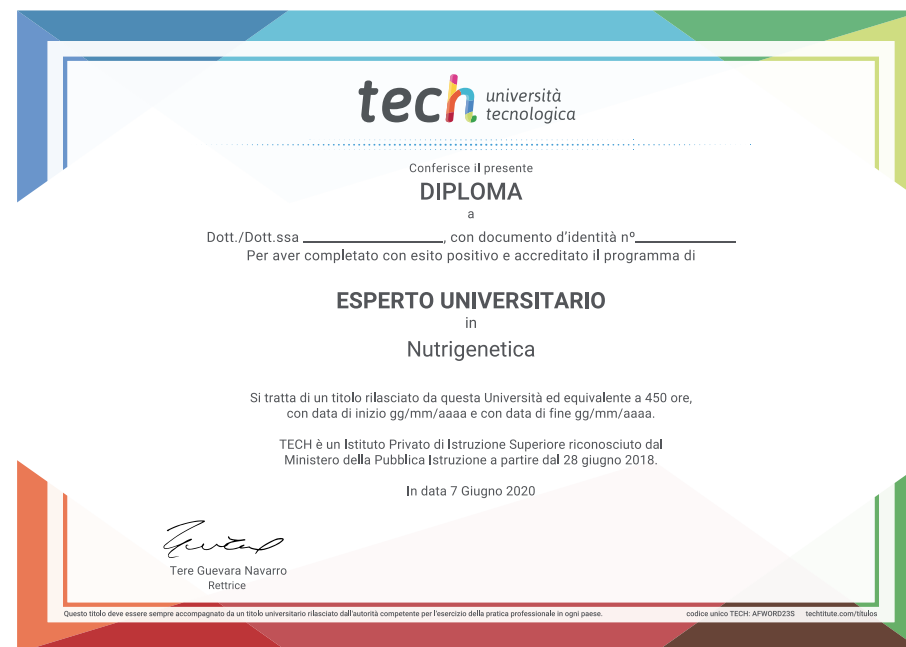 tech università
tecnologica
Conferisce il presente
DIPLOMA
a
Dott./Dott.ssa ____________________, con documento d'identità nº______________
Per aver completato con esito positivo e accreditato il programma di
ESPERTO UNIVERSITARIO
in
Nutrigenetica
Si tratta di un titolo rilasciato da questa Università ed equivalente a 450 ore,
con data di inizio gg/mm/aaaa e con data di fine gg/mm/aaaa.
TECH è un Istituto Privato di Istruzione Superiore riconosciuto dal
Ministero della Pubblica Istruzione a partire dal 28 giugno 2018.
In data 7 Giugno 2020
Tere Guevara Navarro
Rettrice
Questo titolo deve essere sempre accompagnato da un titolo universitario rilasciato dall'autorità competente per l'esercizio della pratica professionale in ogni paese. codice unico TECH: AFWORD23S techtitute.com/titulos